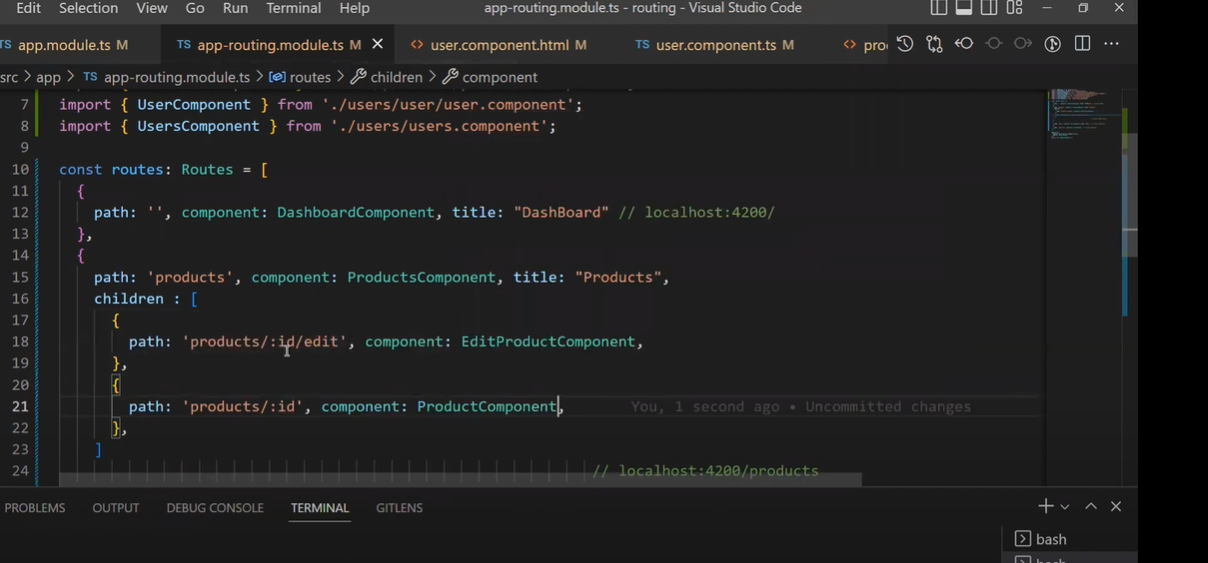 Edit Selection View Go Run Terminal Help app-routing.module.ts - routing - Visual Studio Code
TS app.module.ts M TS app-routing.module.ts M <> user.component.html M TS user.component.ts M <> pro
src > app > TS app-routing.module.ts > routes > children > component
7 import { UserComponent } from './users/user/user.component';
8 import { UsersComponent } from './users/users.component';
9
10 const routes: Routes = [
11 {
12 path: '', component: DashboardComponent, title: "DashBoard" // localhost:4200/
13 },
14 {
15 path: 'products', component: ProductsComponent, title: "Products",
16 children : [
17 {
18 path: 'products/:id/edit', component: EditProductComponent,
19 },
20 {
21 path: 'products/:id', component: ProductComponent, You, 1 second ago • Uncommitted changes
22 },
23 ]
24 // localhost:4200/products
PROBLEMS OUTPUT DEBUG CONSOLE TERMINAL GITLENS
bash